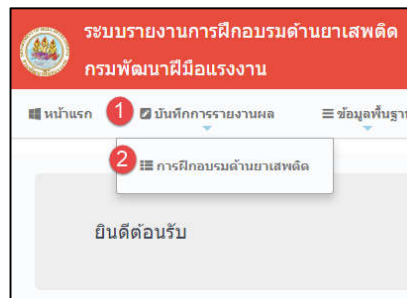 ระบบรายงานการฝึกอบรมด้านยาเสพติด
กรมพัฒนาฝีมือแรงงาน
หน้าแรก 1 บันทึกการรายงานผล ข้อมูลพื้นฐาน
2 การฝึกอบรมด้านยาเสพติด
ยินดีต้อนรับ